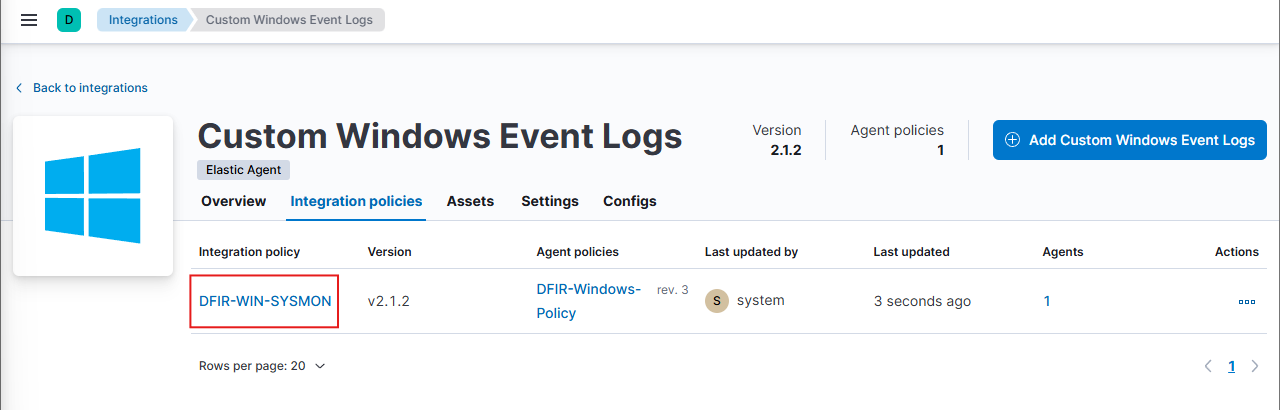 D
Integrations
Custom Windows Event Logs
Back to integrations
Custom Windows Event Logs
Elastic Agent
Version
2.1.2
Agent policies
1
Add Custom Windows Event Logs
Overview
Integration policies
Assets
Settings
Configs
Integration policy
Version
Agent policies
Last updated by
Last updated
Agents
Actions
DFIR-WIN-SYSMON
v2.1.2
DFIR-Windows-
Policy
rev. 3
S
system
3 seconds ago
1
Rows per page: 20
1